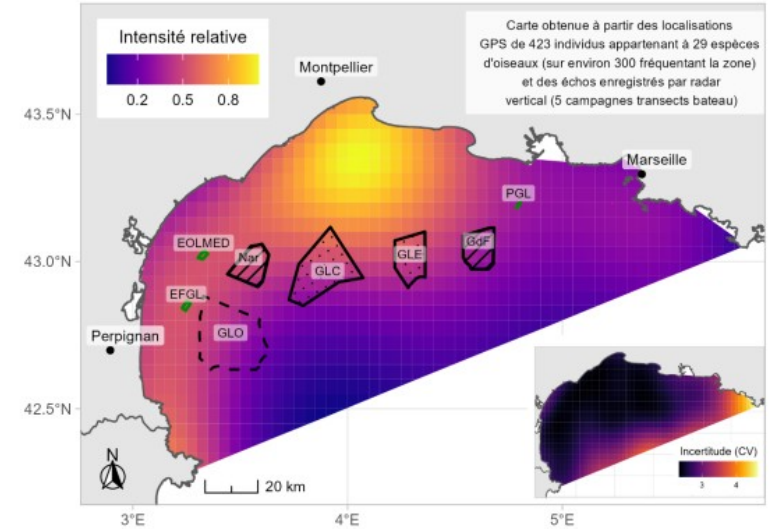 Intensité relative
0.2 0.5 0.8
Carte obtenue à partir des localisations
GPS de 423 individus appartenant à 29 espèces
d'oiseaux (sur environ 300 fréquentant la zone)
et des échos enregistrés par radar
vertical (5 campagnes transects bateau)
Montpellier
43.5°N
Marseille
PGL
EOLMED
Nar
GLC
GLE
GdF
43.0°N
EFGL
GLO
Perpignan
42.5°N
Incertitude (CV)
3 4
N
20 km
3°E 4°E 5°E